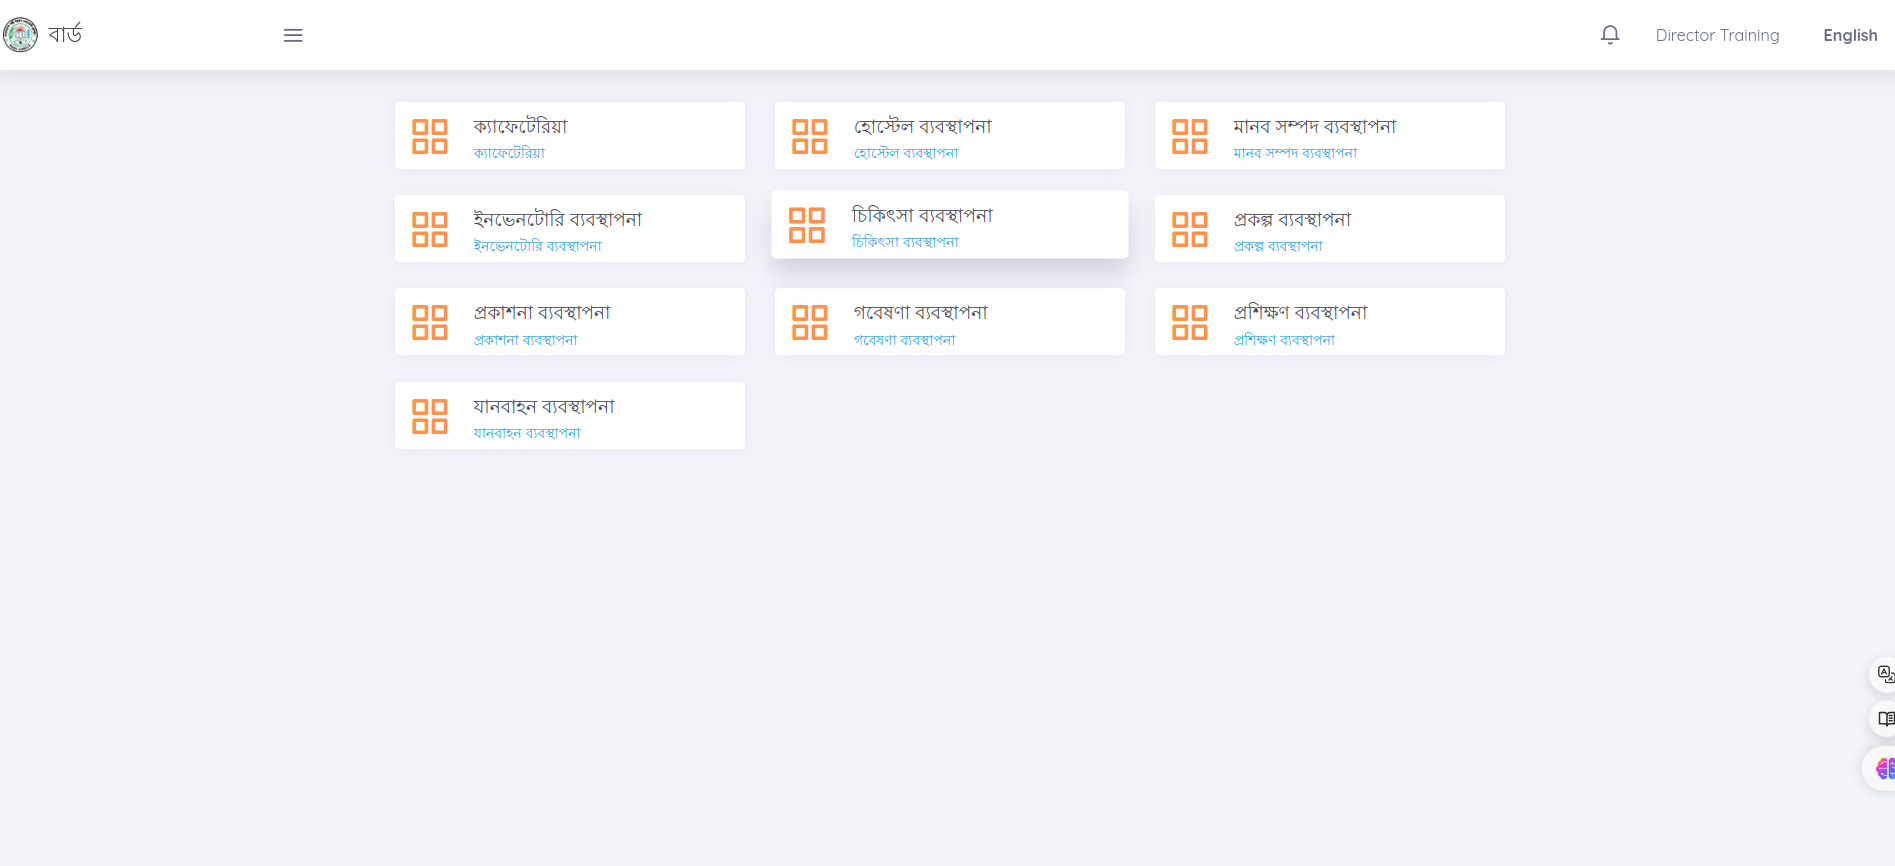 বার্ড
Director Training
English
ক্যাফেটেরিয়া
ক্যাফেটেরিয়া
হোস্টেল ব্যবস্থাপনা
হোস্টেল ব্যবস্থাপনা
মানব সম্পদ ব্যবস্থাপনা
মানব সম্পদ ব্যবস্থাপনা
ইনভেনটোরি ব্যবস্থাপনা
ইনভেনটোরি ব্যবস্থাপনা
চিকিৎসা ব্যবস্থাপনা
চিকিৎসা ব্যবস্থাপনা
প্রকল্প ব্যবস্থাপনা
প্রকল্প ব্যবস্থাপনা
প্রকাশনা ব্যবস্থাপনা
প্রকাশনা ব্যবস্থাপনা
গবেষণা ব্যবস্থাপনা
গবেষণা ব্যবস্থাপনা
প্রশিক্ষণ ব্যবস্থাপনা
প্রশিক্ষণ ব্যবস্থাপনা
যানবাহন ব্যবস্থাপনা
যানবাহন ব্যবস্থাপনা